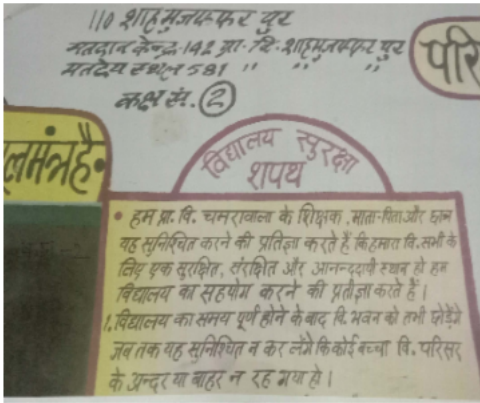 110 शाहमुजफ्फर पुर
मतदान केन्द्र 142 प्रा. वि. शाहमुजफ्फर पुर
मतदेय स्थल 581 " " " "
कक्ष सं. 2
परि
लमंत्र है•
विद्यालय सुरक्षा
शपथ
• हम प्रा. वि. चमरावाला के शिक्षक, माता-पिता और छात्र
यह सुनिश्चित करने की प्रतिज्ञा करते हैं कि हमारा वि. सभी के
लिए एक सुरक्षित, संरक्षित और आनन्ददायी स्थान हो हम
विद्यालय का सहयोग करने की प्रतीज्ञा करते हैं।
1. विद्यालय का समय पूर्ण होने के बाद वि. भवन को तभी छोड़ेंगे
जब तक यह सुनिश्चित न कर लेंगे कि कोई बच्चा वि. परिसर
के अन्दर या बाहर न रह गया हो।